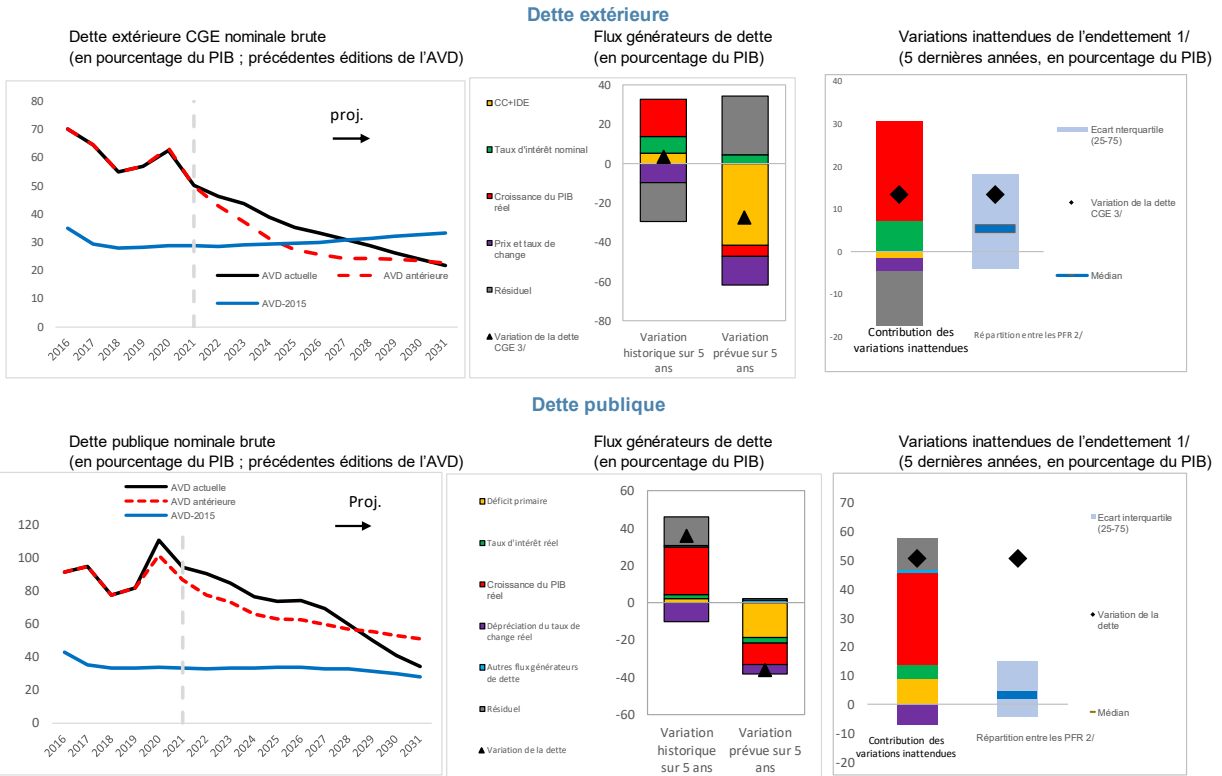 Dette extérieure
Dette extérieure CGE nominale brute
(en pourcentage du PIB ; précédentes éditions de l'AVD)
80
70
60
50
40
30
20
10
0
proj.
AVD actuelle
AVD antérieure
AVD-2015
2016
2017
2018
2019
2020
2021
2022
2023
2024
2025
2026
2027
2028
2029
2030
2031
Flux générateurs de dette
(en pourcentage du PIB)
CC+IDE
Taux d'intérêt nominal
Croissance du PIB
réel
Prix et taux de
change
Résiduel
Variation de la dette
CGE 3/
40
20
0
-20
-40
-60
-80
Variation
historique sur 5
ans
Variation
prévue sur 5
ans
Variations inattendues de l'endettement 1/
(5 dernières années, en pourcentage du PIB)
40
30
20
10
0
-10
-20
Contribution des
variations inattendues
Répartition entre les PFR 2/
Ecart nterquartile
(25-75)
Variation de la dette
CGE 3/
Médian
Dette publique
Dette publique nominale brute
(en pourcentage du PIB ; précédentes éditions de l'AVD)
AVD actuelle
AVD antérieure
AVD-2015
Proj.
120
100
80
60
40
20
0
2016
2017
2018
2019
2020
2021
2022
2023
2024
2025
2026
2027
2028
2029
2030
2031
Flux générateurs de dette
(en pourcentage du PIB)
Déficit primaire
Taux d'intérêt réel
Croissance du PIB
réel
Dépréciation du taux de
change réel
Autres flux générateurs
de dette
Résiduel
Variation de la dette
60
40
20
0
-20
-40
-60
Variation
historique
sur 5 ans
Variation
prévue sur 5
ans
Variations inattendues de l'endettement 1/
(5 dernières années, en pourcentage du PIB)
70
60
50
40
30
20
10
0
-10
-20
Contribution des
variations inattendues
Répartition entre les PFR 2/
Ecart interquartile
(25-75)
Variation de la
dette
Médian